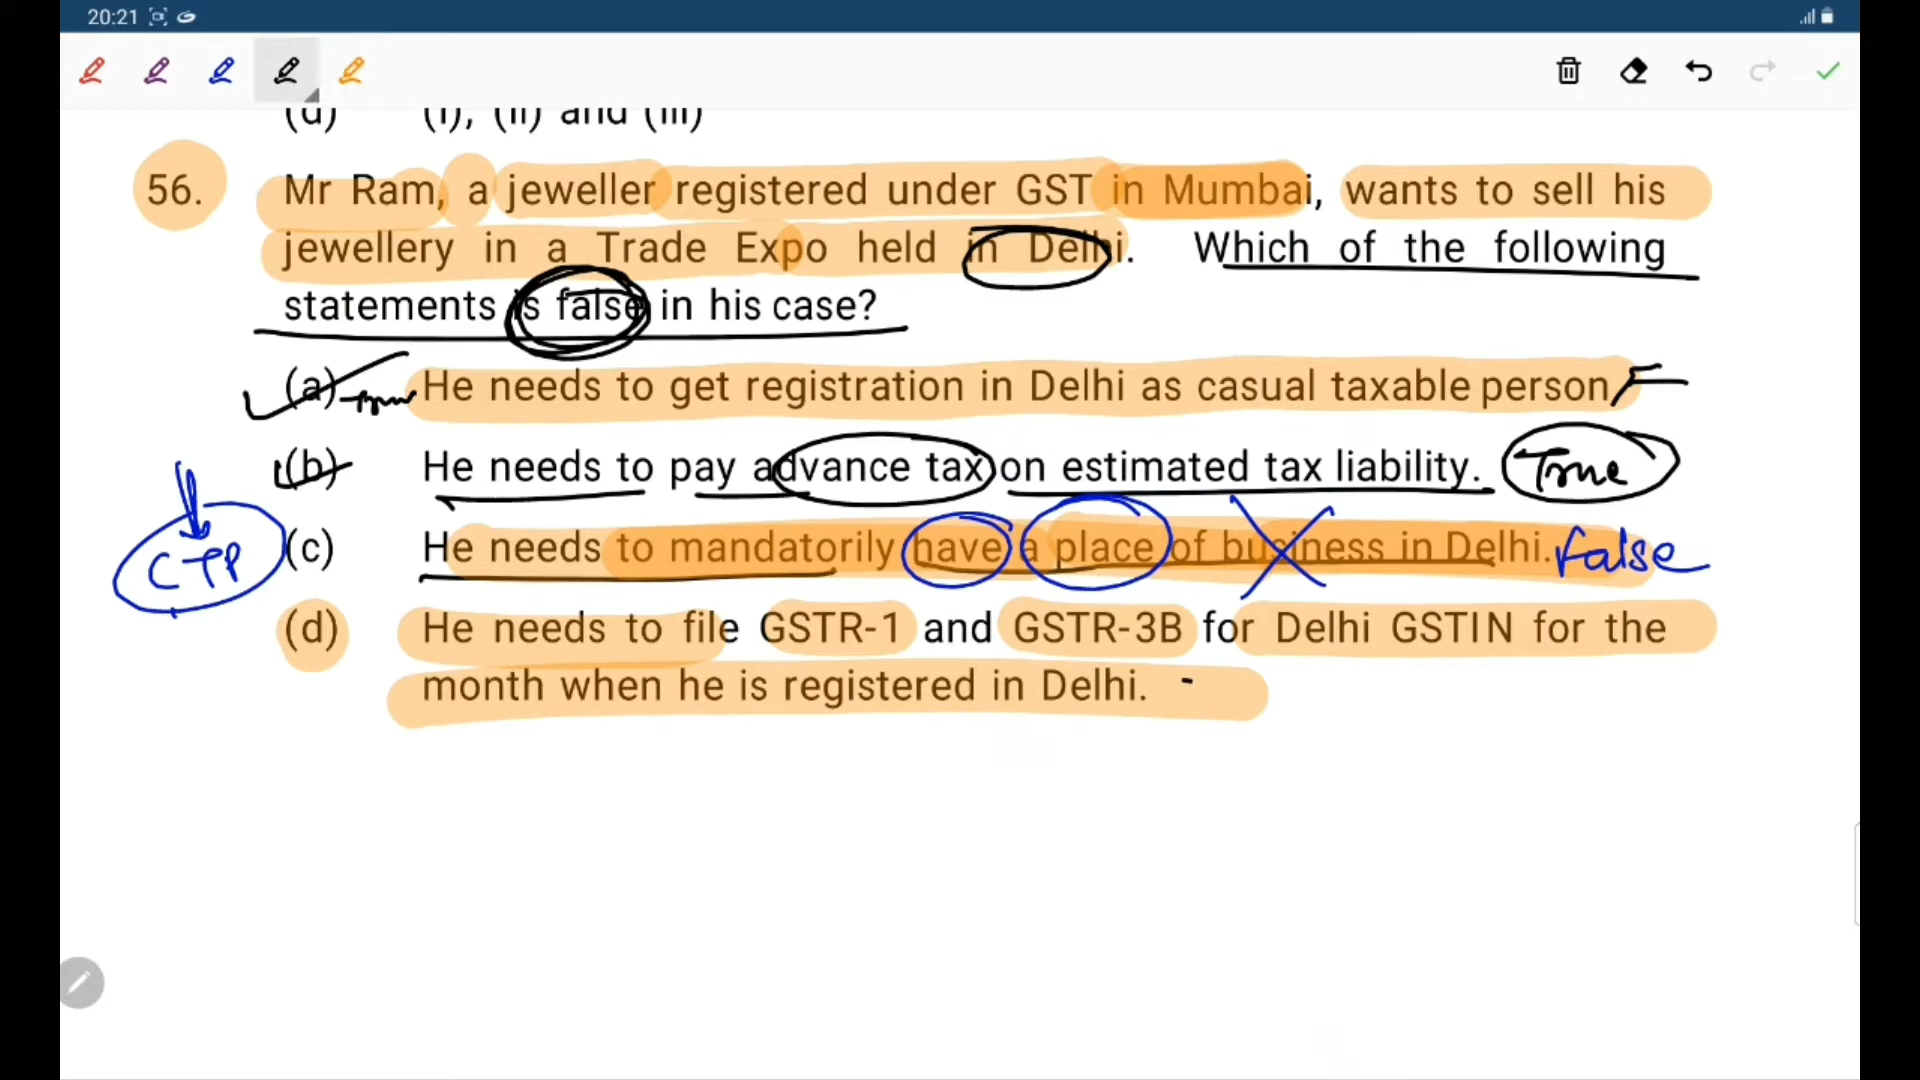 20:21
(d) (i), (ii) and (iii)
56. Mr Ram, a jeweller registered under GST in Mumbai, wants to sell his
jewellery in a Trade Expo held in Delhi. Which of the following
statements is false in his case?
(a) True He needs to get registration in Delhi as casual taxable person.
(b) He needs to pay advance tax on estimated tax liability. True
CTP (c) He needs to mandatorily have a place of business in Delhi. False
(d) He needs to file GSTR-1 and GSTR-3B for Delhi GSTIN for the
month when he is registered in Delhi.